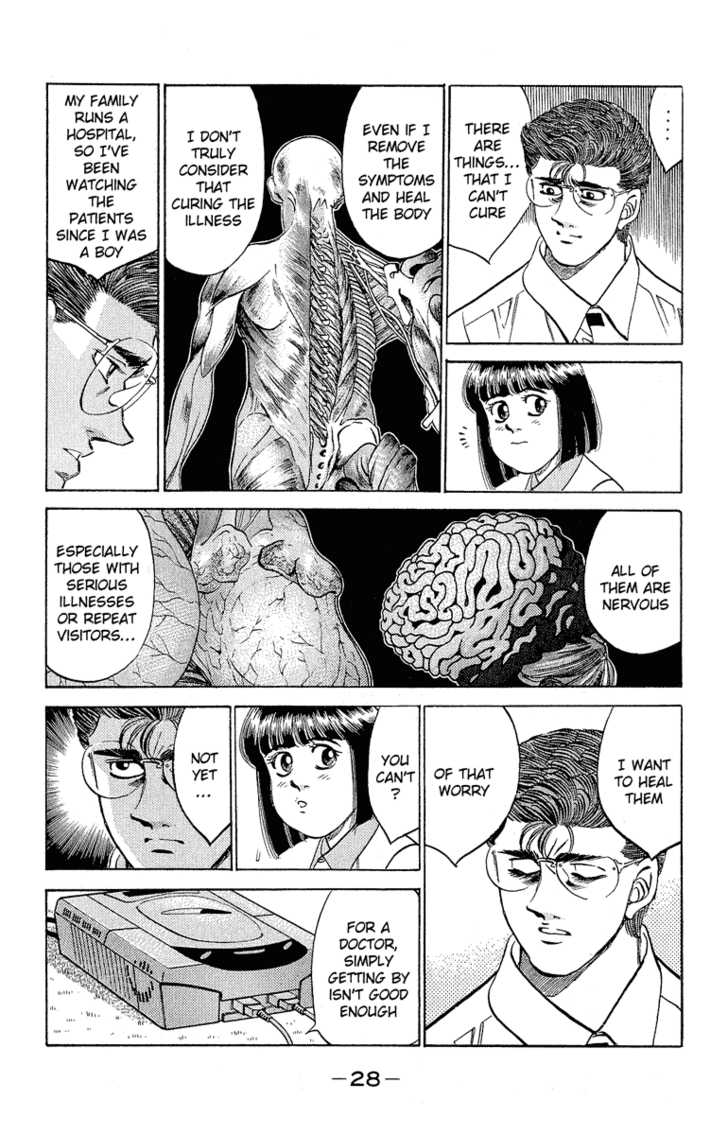 . . . .
THERE
ARE
THINGS...
THAT I
CAN'T
CURE
EVEN IF I
REMOVE
THE
SYMPTOMS
AND HEAL
THE BODY
I DON'T
TRULY
CONSIDER
THAT
CURING THE
ILLNESS
MY FAMILY
RUNS A
HOSPITAL,
SO I'VE
BEEN
WATCHING
THE
PATIENTS
SINCE I WAS
A BOY
ALL OF
THEM ARE
NERVOUS
ESPECIALLY
THOSE WITH
SERIOUS
ILLNESSES
OR REPEAT
VISITORS...
I WANT
TO HEAL
THEM
OF THAT
WORRY
YOU
CAN'T
?
NOT
YET
...
FOR A
DOCTOR,
SIMPLY
GETTING BY
ISN'T GOOD
ENOUGH
—28—